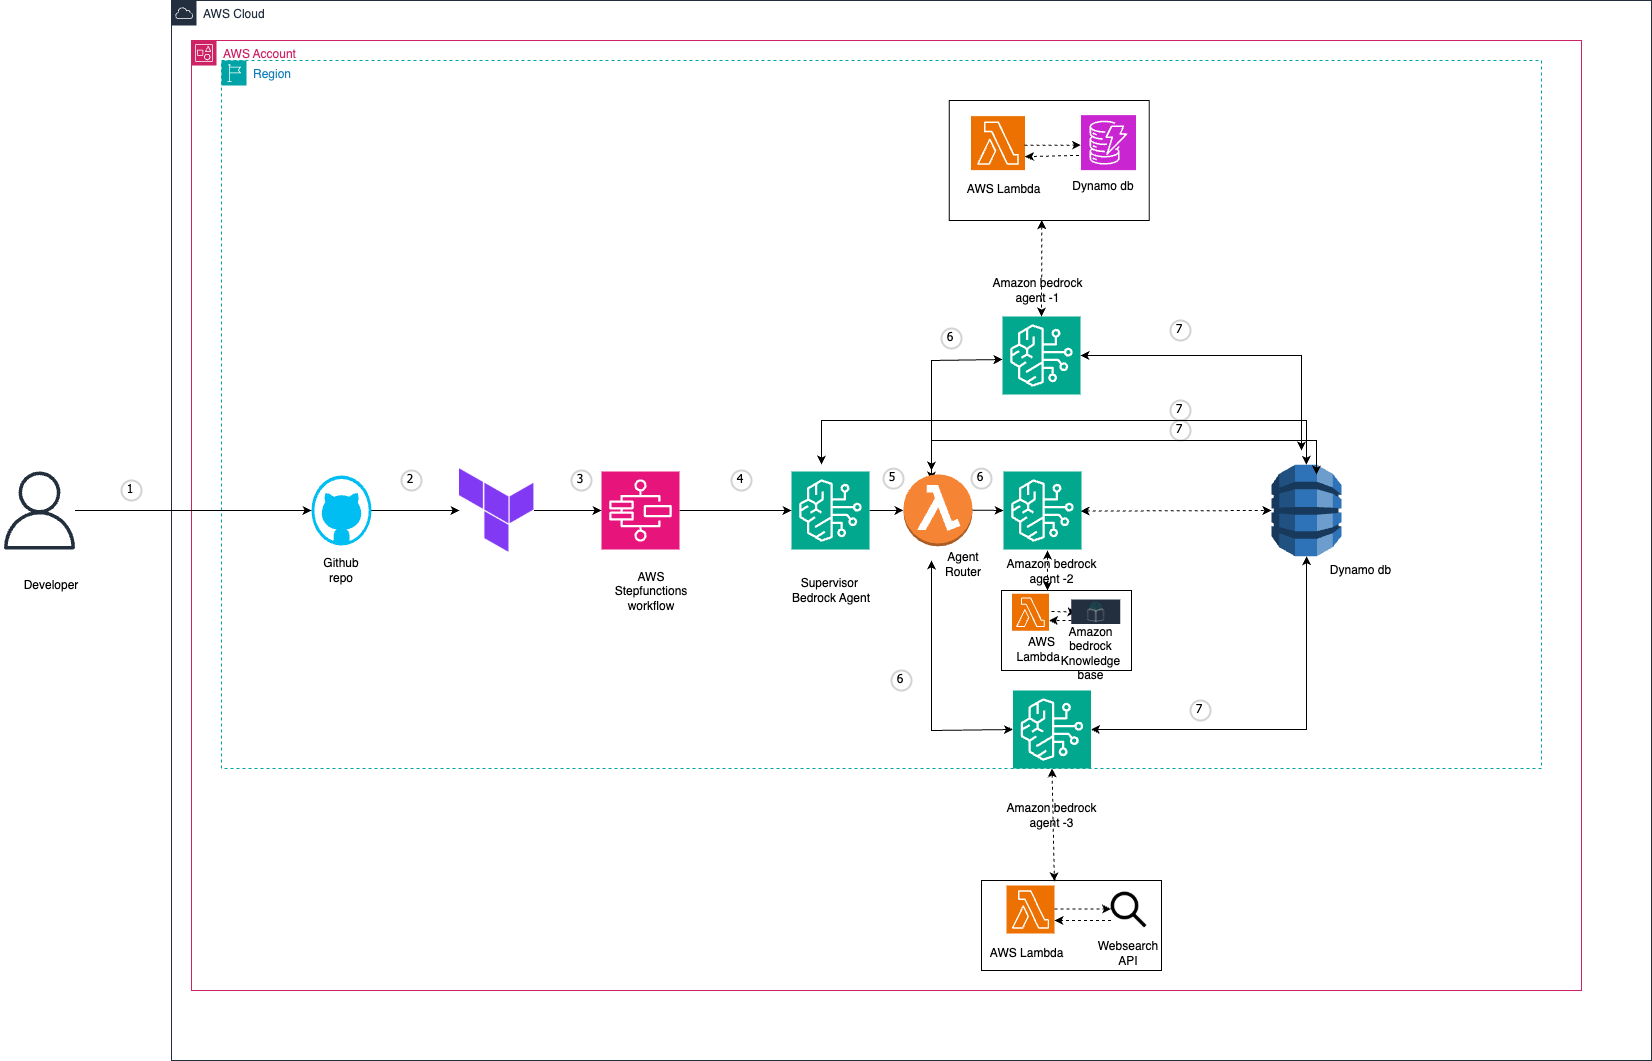 AWS Cloud
AWS Account
Region
AWS Lambda
Dynamo db
Amazon bedrock
agent -1
6
7
7
7
1
2
3
4
5
6
Developer
Github
repo
AWS
Stepfunctions
workflow
Supervisor
Bedrock Agent
Agent
Router
Amazon bedrock
agent -2
Dynamo db
AWS
Lambda
Amazon
bedrock
Knowledge
base
6
7
Amazon bedrock
agent -3
AWS Lambda
Websearch
API